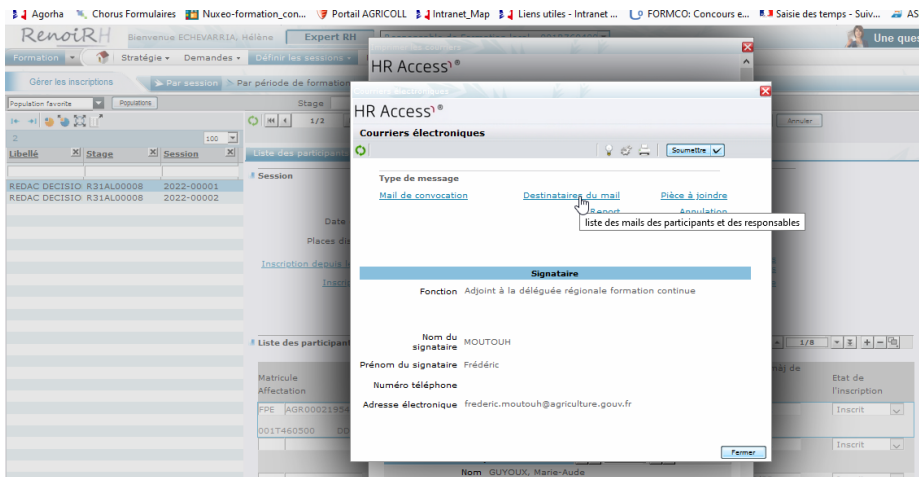 Agorha Chorus Formulaires Nuxeo-formation_con... Portail AGRICOLL Intranet_Map Liens utiles - Intranet ... FORMCO: Concours e... Saisie des temps - Suiv... AS
RenoiRH Bienvenue ECHEVARRIA, Hélène Expert RH Une ques
Formation Stratégie Demandes Définir les sessions
HR Access®
Gérer les inscriptions Par session Par période de formation
Courriers électroniques
Population favorite Populations Stage
HR Access®
1/2 Annuler
Courriers électroniques
2 100
Soumettre
Libellé Stage Session Liste des participants
Session
Type de message
REDAC DECISIO R31AL00008 2022-00001
Mail de convocation Destinataires du mail Pièce à joindre
REDAC DECISIO R31AL00008 2022-00002
Report Annulation
Date
liste des mails des participants et des responsables
Places dis
Inscription depuis l
Signataire
Inscri
Fonction Adjoint à la déléguée régionale formation continue
Nom du signataire MOUTOUH
Liste des participant 1/8
Prénom du signataire Frédéric
Matricule
Affectation
màj de
Etat de
l'inscription
Numéro téléphone
Adresse électronique frederic.moutouh@agriculture.gouv.fr
FPE AGR00021954 Inscrit
001T460500 DD
Inscrit
Fermer
Nom GUYOUX, Marie-Aude